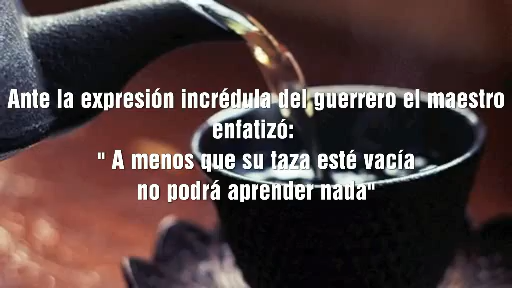 Ante la expresión incrédula del guerrero el maestro
enfatizó:
" A menos que su taza esté vacía
no podrá aprender nada"